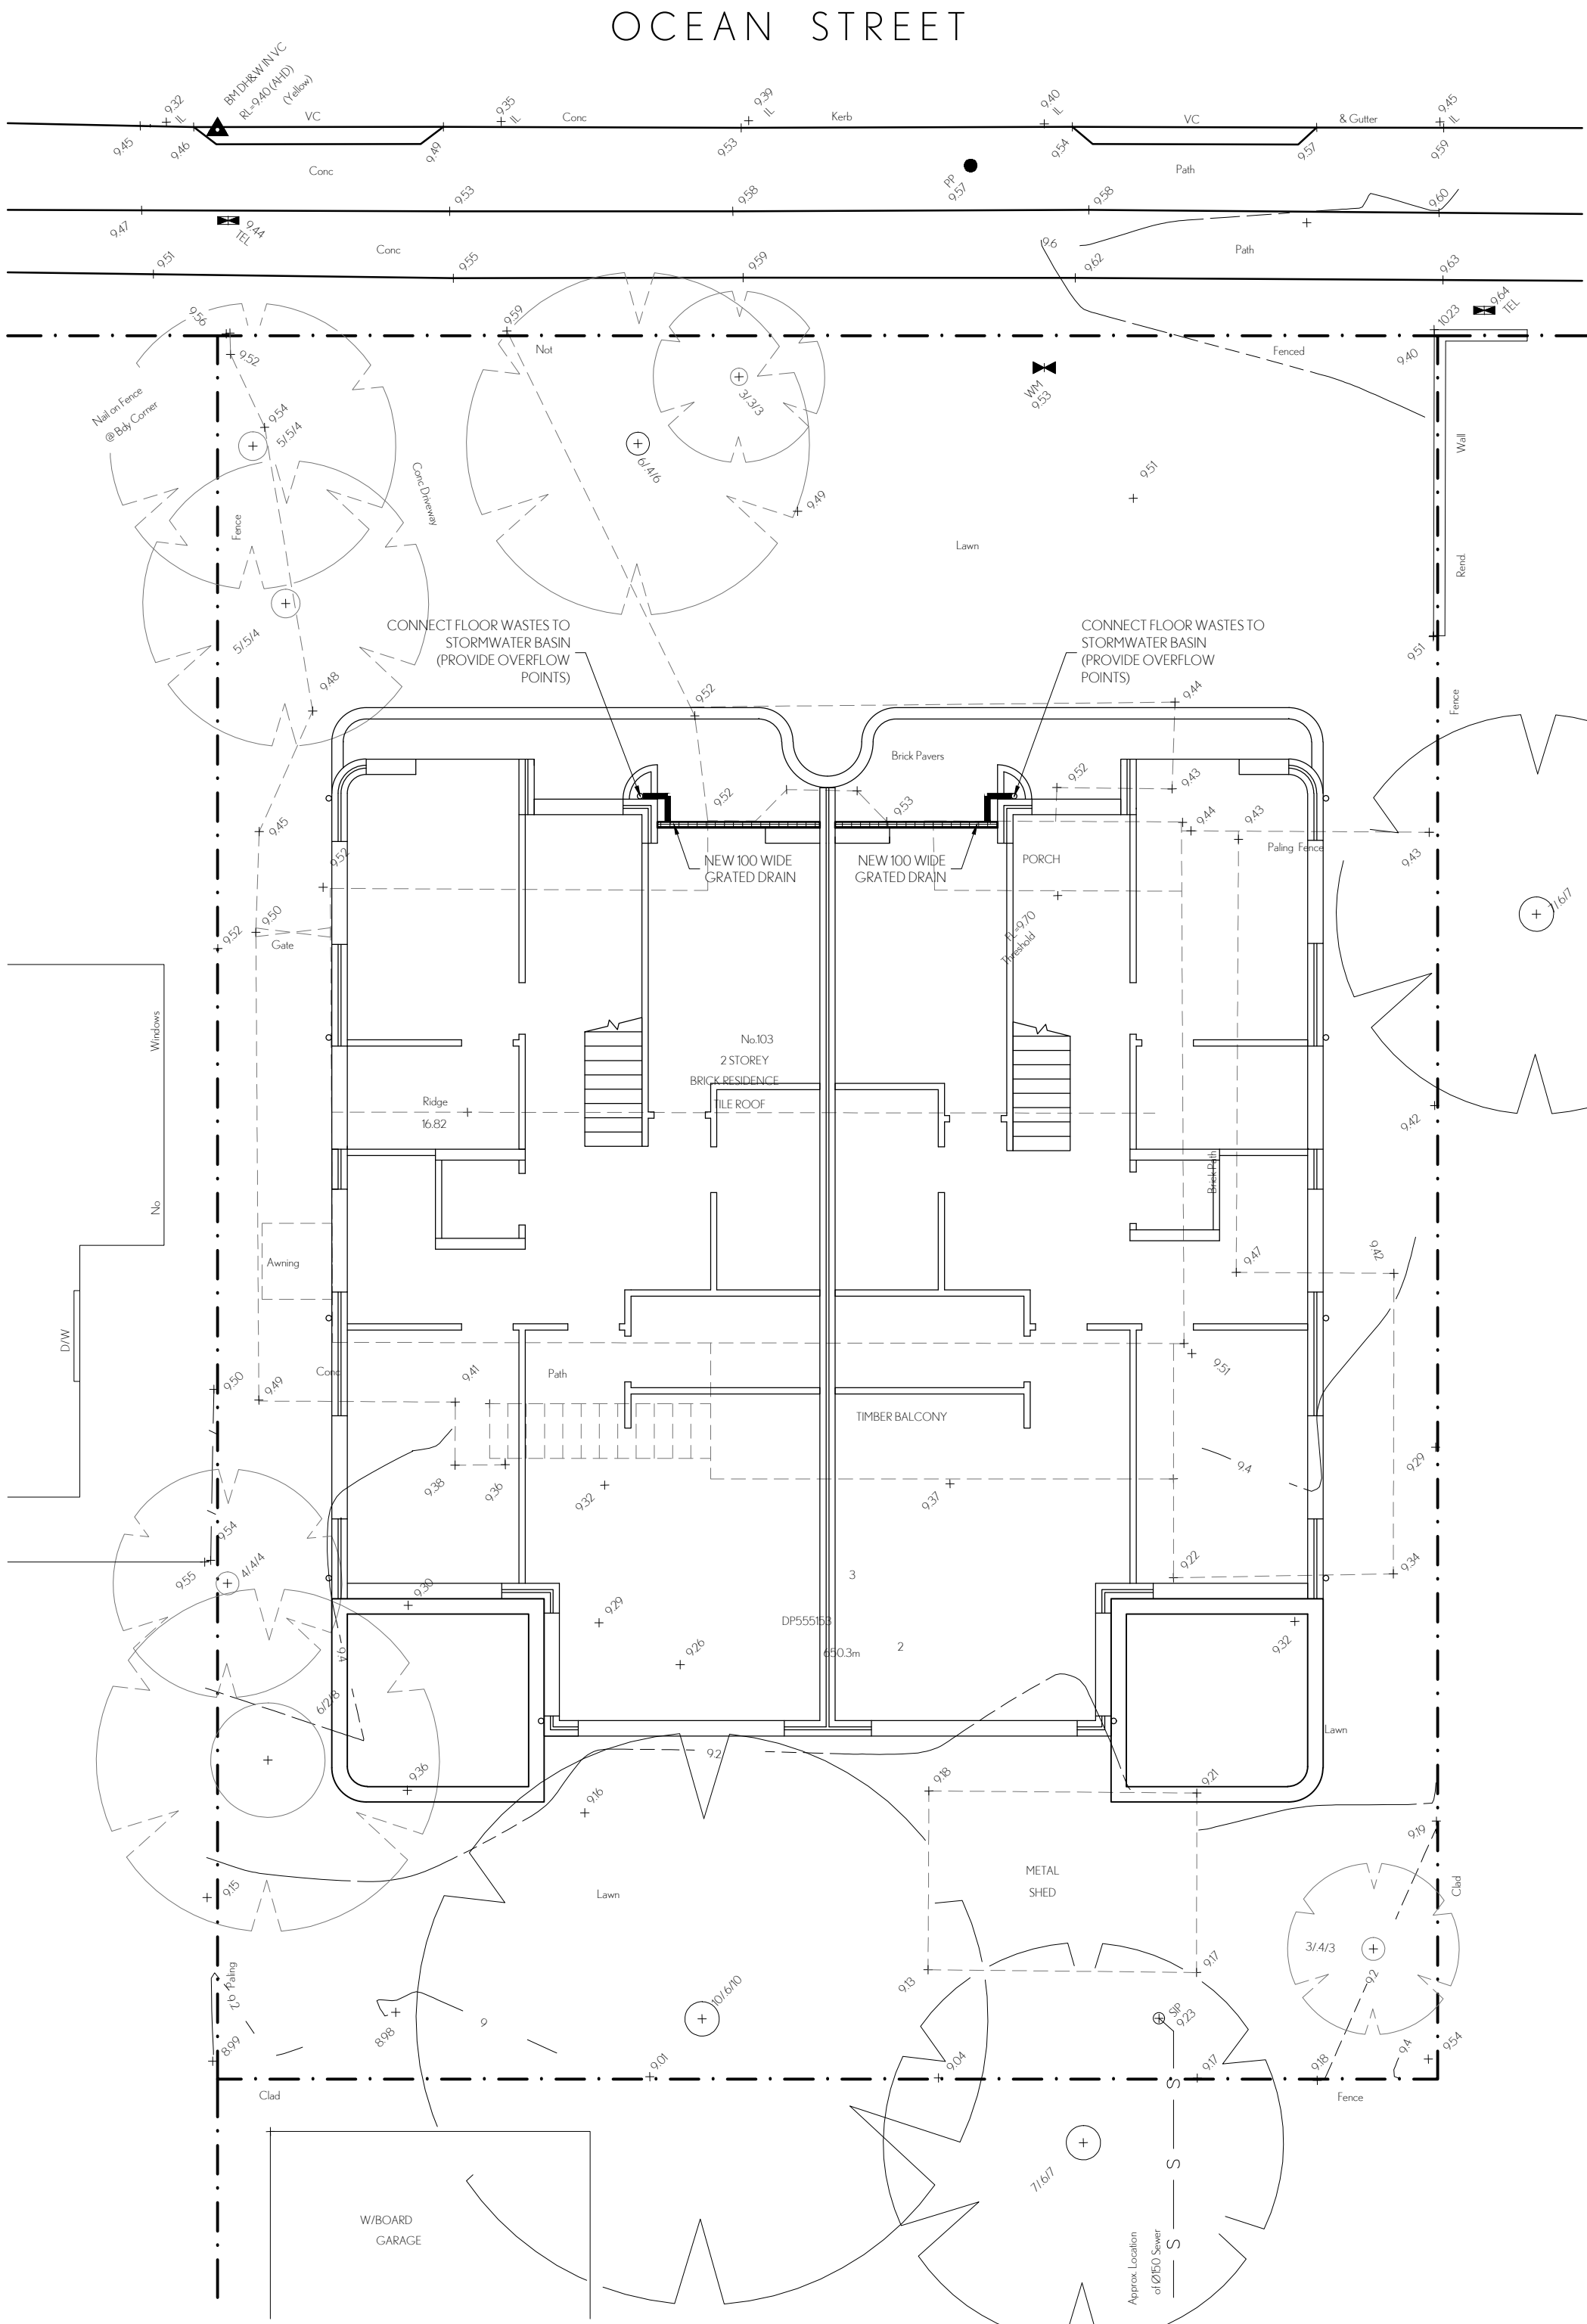 OCEAN STREET
BM DH&W IN VC
RL=9.40 (AHD)
(Yellow)
9.32
IL
VC
9.35
IL
Conc
9.39
IL
Kerb
9.40
IL
VC
& Gutter
9.45
IL
9.45
9.46
9.49
9.53
9.54
9.57
9.59
Conc
PP
9.57
Path
9.53
9.58
9.58
9.60
9.47
9.44
TEL
Conc
9.6
Path
9.51
9.55
9.59
9.62
9.63
9.56
9.59
10.23
9.64
TEL
9.52
Not
Fenced
9.40
Nail on Fence
@ Bdy Corner
9.54
5/.5/4
3/.3/3
WM
9.53
Wall
6/.4/6
9.51
Conc Driveway
9.49
Fence
Lawn
Rend.
CONNECT FLOOR WASTES TO
STORMWATER BASIN
(PROVIDE OVERFLOW
POINTS)
CONNECT FLOOR WASTES TO
STORMWATER BASIN
(PROVIDE OVERFLOW
POINTS)
5/.5/4
9.51
9.48
9.52
9.44
Fence
Brick Pavers
9.52
9.43
9.52
9.53
9.44
9.43
9.45
9.52
Paling Fence
9.43
NEW 100 WIDE
GRATED DRAIN
NEW 100 WIDE
GRATED DRAIN
PORCH
7/.6/7
9.52
9.50
Gate
FL=9.70
Threshold
Windows
No.103
2 STOREY
BRICK RESIDENCE
TILE ROOF
Ridge
16.82
9.42
Brick Path
No
Awning
9.47
9.42
D/W
Conc
9.41
Path
9.51
9.50
9.49
TIMBER BALCONY
9.38
9.36
9.32
9.37
9.4
9.29
9.54
9.55
4/.4/4
9.22
9.34
9.30
3
9.29
DP555153
9.32
9.4
9.26
650.3m
2
6/2/8
Lawn
9.2
9.36
9.16
9.18
9.21
9.19
METAL
SHED
9.15
Lawn
Clad
3/.4/3
Paling
9.2
9.13
9.17
9.2
10/.6/10
SIP
9.23
8.99
8.98
9
9.01
9.04
9.17
9.18
9.4
9.54
Clad
Fence
S
7/.6/7
S
W/BOARD
GARAGE
S
Approx. Location
of Ø150 Sewer